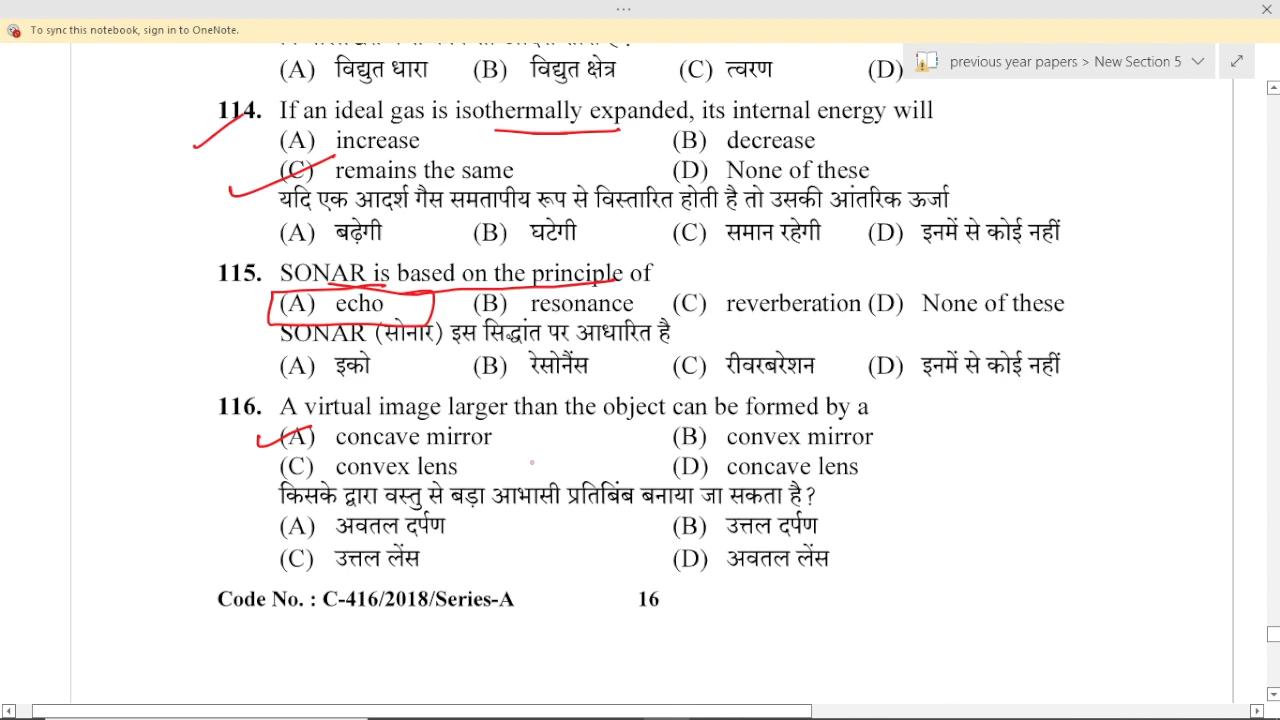 To sync this notebook, sign in to OneNote.
previous year papers > New Section 5
(A) विद्युत धारा (B) विद्युत क्षेत्र (C) त्वरण (D)
114. If an ideal gas is isothermally expanded, its internal energy will
(A) increase (B) decrease
(C) remains the same (D) None of these
यदि एक आदर्श गैस समतापीय रूप से विस्तारित होती है तो उसकी आंतरिक ऊर्जा
(A) बढ़ेगी (B) घटेगी (C) समान रहेगी (D) इनमें से कोई नहीं
115. SONAR is based on the principle of
(A) echo (B) resonance (C) reverberation (D) None of these
SONAR (सोनार) इस सिद्धांत पर आधारित है
(A) इको (B) रेसोनैंस (C) रीवरबरेशन (D) इनमें से कोई नहीं
116. A virtual image larger than the object can be formed by a
(A) concave mirror (B) convex mirror
(C) convex lens (D) concave lens
किसके द्वारा वस्तु से बड़ा आभासी प्रतिबिंब बनाया जा सकता है?
(A) अवतल दर्पण (B) उत्तल दर्पण
(C) उत्तल लेंस (D) अवतल लेंस
Code No. : C-416/2018/Series-A 16